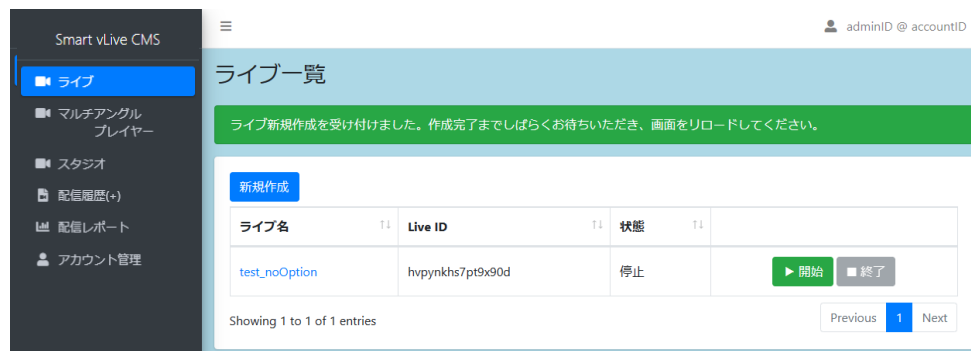 Smart vLive CMS
adminID @ accountID
ライブ
マルチアングル
プレイヤー
スタジオ
配信履歴(+)
配信レポート
アカウント管理
ライブ一覧
ライブ新規作成を受け付けました。作成完了までしばらくお待ちいただき、画面をリロードしてください。
新規作成
ライブ名 Live ID 状態
test_noOption hvpynkhs7pt9x90d 停止 開始 終了
Showing 1 to 1 of 1 entries
Previous 1 Next